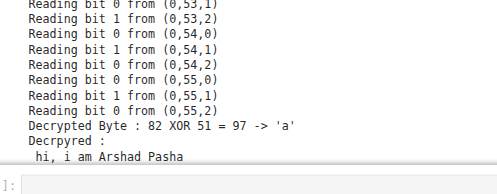 Reading bit 0 from (0,53,1)
Reading bit 1 from (0,53,2)
Reading bit 0 from (0,54,0)
Reading bit 1 from (0,54,1)
Reading bit 0 from (0,54,2)
Reading bit 0 from (0,55,0)
Reading bit 1 from (0,55,1)
Reading bit 0 from (0,55,2)
Decrypted Byte : 82 XOR 51 = 97 -> 'a'
Decrpyred :
 hi, i am Arshad Pasha
]: